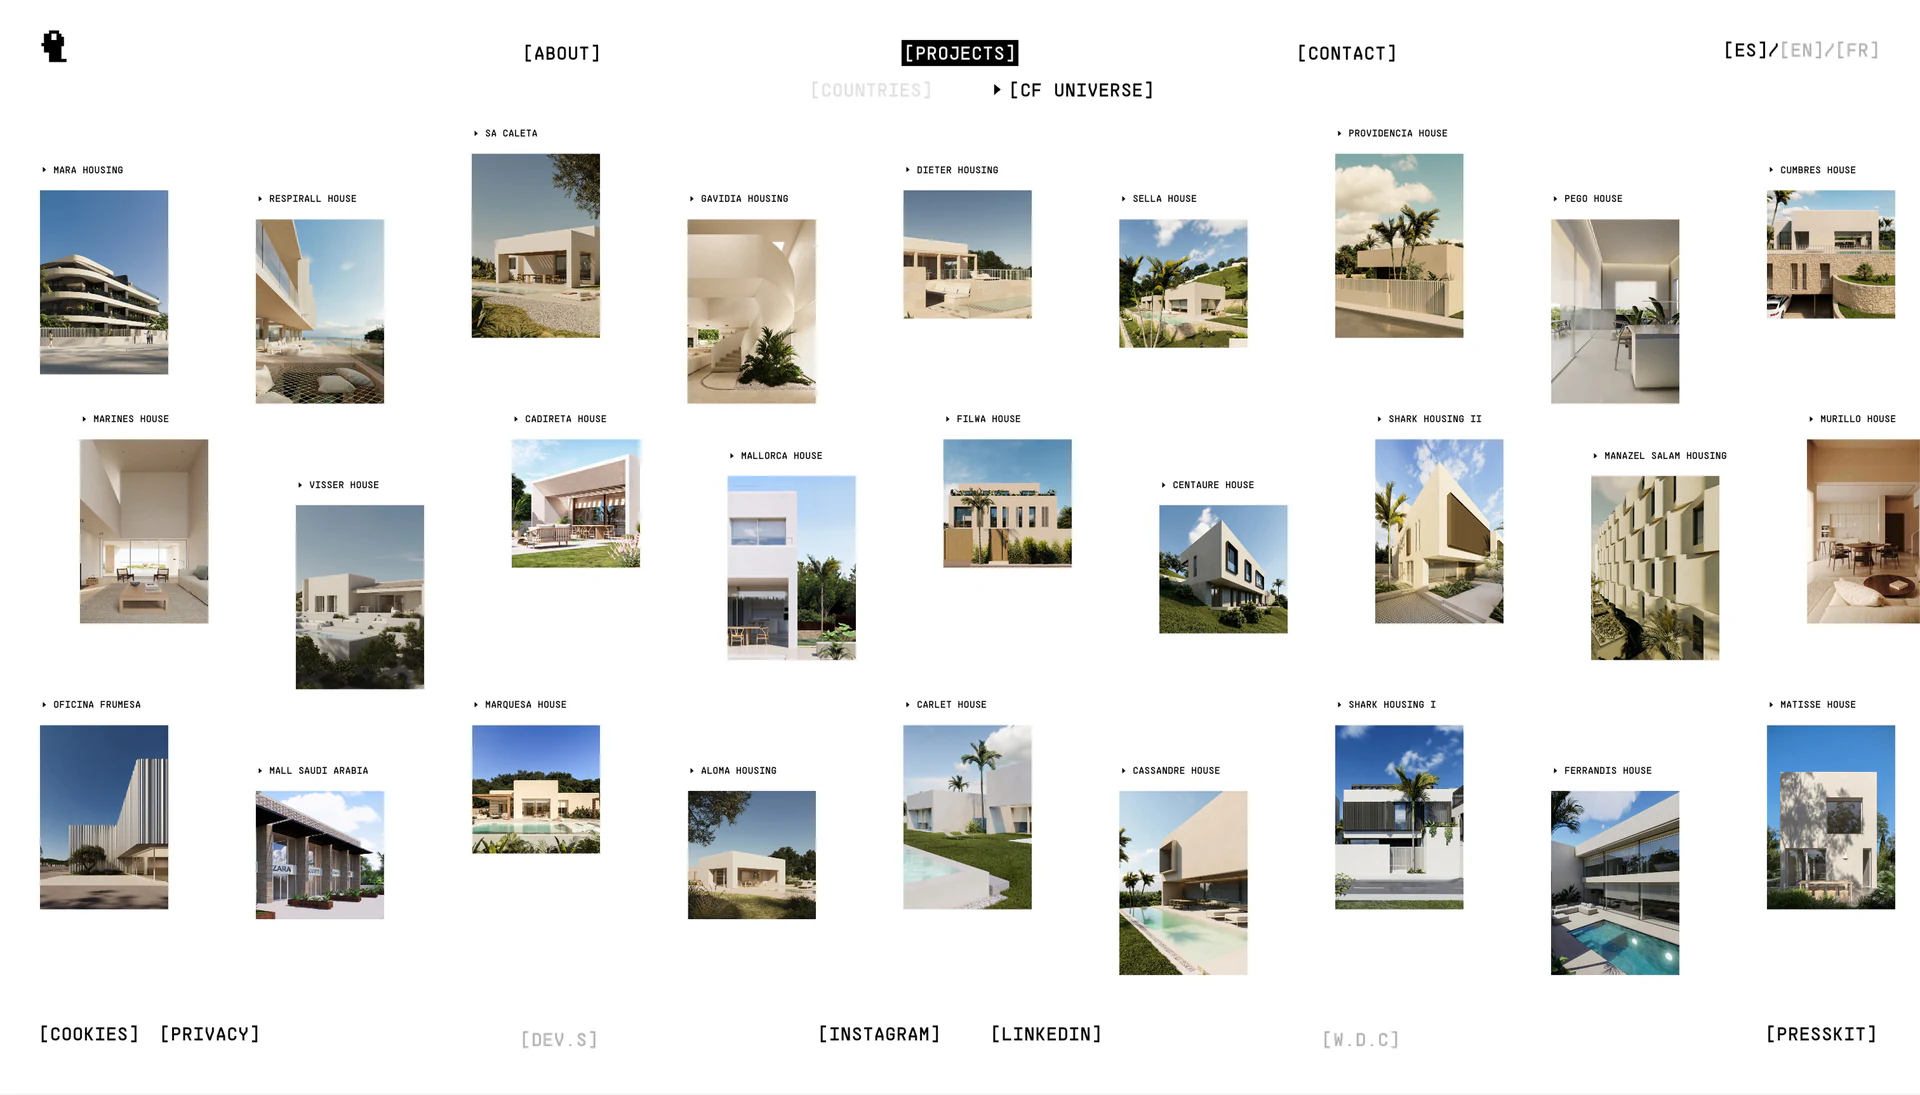 [ABOUT]
[PROJECTS]
[CONTACT]
[ES]/[EN]/[FR]
[COUNTRIES]
[CF UNIVERSE]
SA CALETA
PROVIDENCIA HOUSE
MARA HOUSING
DIETER HOUSING
CUMBRES HOUSE
RESPIRALL HOUSE
GAVIDIA HOUSING
SELLA HOUSE
PEGO HOUSE
MARINES HOUSE
CADIRETA HOUSE
FILWA HOUSE
SHARK HOUSING II
MURILLO HOUSE
MALLORCA HOUSE
MANAZEL SALAM HOUSING
VISSER HOUSE
CENTAURE HOUSE
OFICINA FRUMESA
MARQUESA HOUSE
CARLET HOUSE
SHARK HOUSING I
MATISSE HOUSE
MALL SAUDI ARABIA
ALOMA HOUSING
CASSANDRE HOUSE
FERRANDIS HOUSE
ZARA
[COOKIES]
[PRIVACY]
[DEV.S]
[INSTAGRAM]
[LINKEDIN]
[W.D.C]
[PRESSKIT]